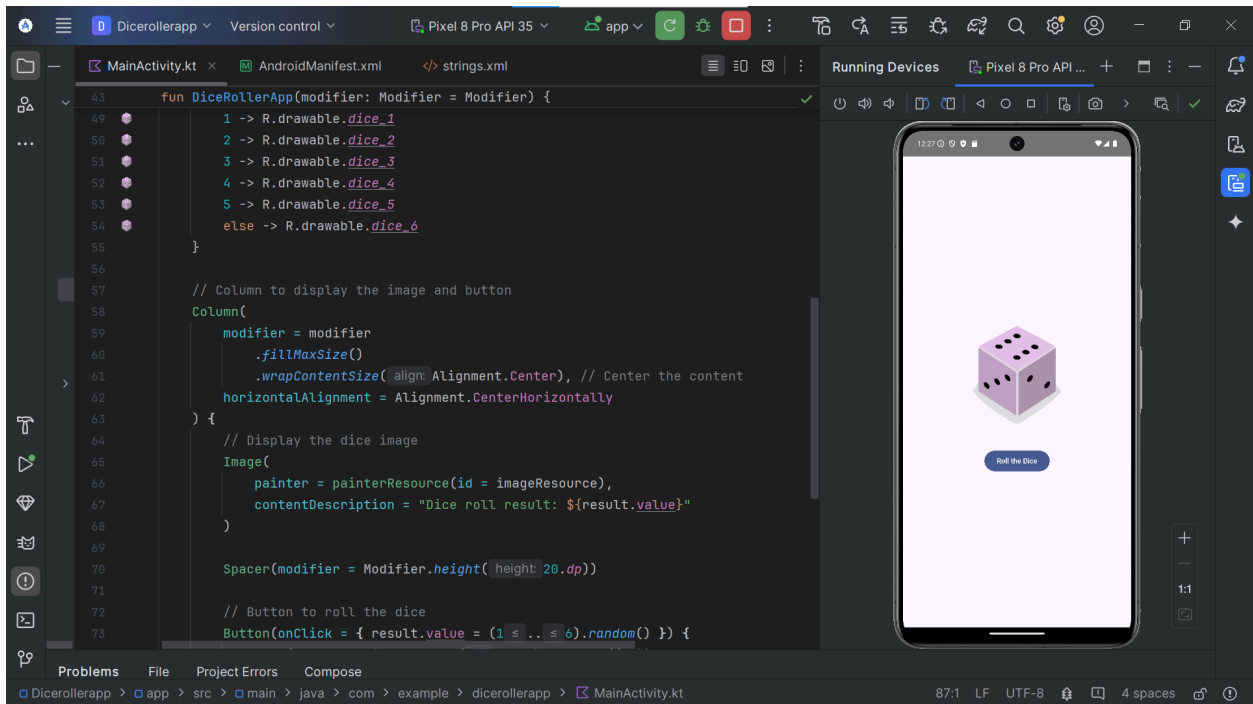 D Dicerollerapp Version control Pixel 8 Pro API 35 app
MainActivity.kt AndroidManifest.xml </> strings.xml
Running Devices Pixel 8 Pro API ...
43 fun DiceRollerApp(modifier: Modifier = Modifier) {
49 1 -> R.drawable.dice_1
50 2 -> R.drawable.dice_2
51 3 -> R.drawable.dice_3
52 4 -> R.drawable.dice_4
53 5 -> R.drawable.dice_5
54 else -> R.drawable.dice_6
55 }
56
57 // Column to display the image and button
58 Column(
59 modifier = modifier
60 .fillMaxSize()
61 .wrapContentSize( align: Alignment.Center), // Center the content
62 horizontalAlignment = Alignment.CenterHorizontally
63 ) {
64 // Display the dice image
65 Image(
66 painter = painterResource(id = imageResource),
67 contentDescription = "Dice roll result: ${result.value}"
68 )
69
70 Spacer(modifier = Modifier.height( height: 20.dp))
71
72 // Button to roll the dice
73 Button(onClick = { result.value = (1 ≤ .. ≤ 6).random() }) {
12:27
Roll the Dice
1:1
Problems File Project Errors Compose
Dicerollerapp > app > src > main > java > com > example > dicerollerapp > MainActivity.kt
87:1 LF UTF-8 4 spaces